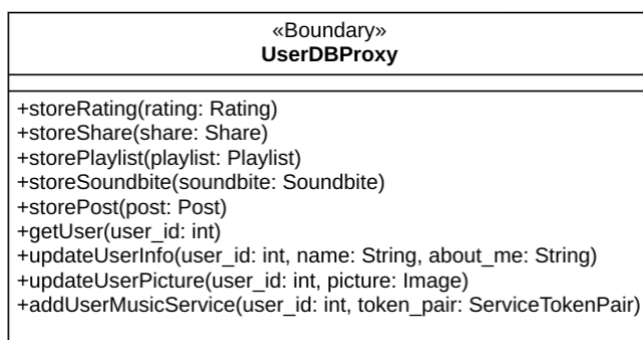 «Boundary»
UserDBProxy
+storeRating(rating: Rating)
+storeShare(share: Share)
+storePlaylist(playlist: Playlist)
+storeSoundbite(soundbite: Soundbite)
+storePost(post: Post)
+getUser(user_id: int)
+updateUserInfo(user_id: int, name: String, about_me: String)
+updateUserPicture(user_id: int, picture: Image)
+addUserMusicService(user_id: int, token_pair: ServiceTokenPair)